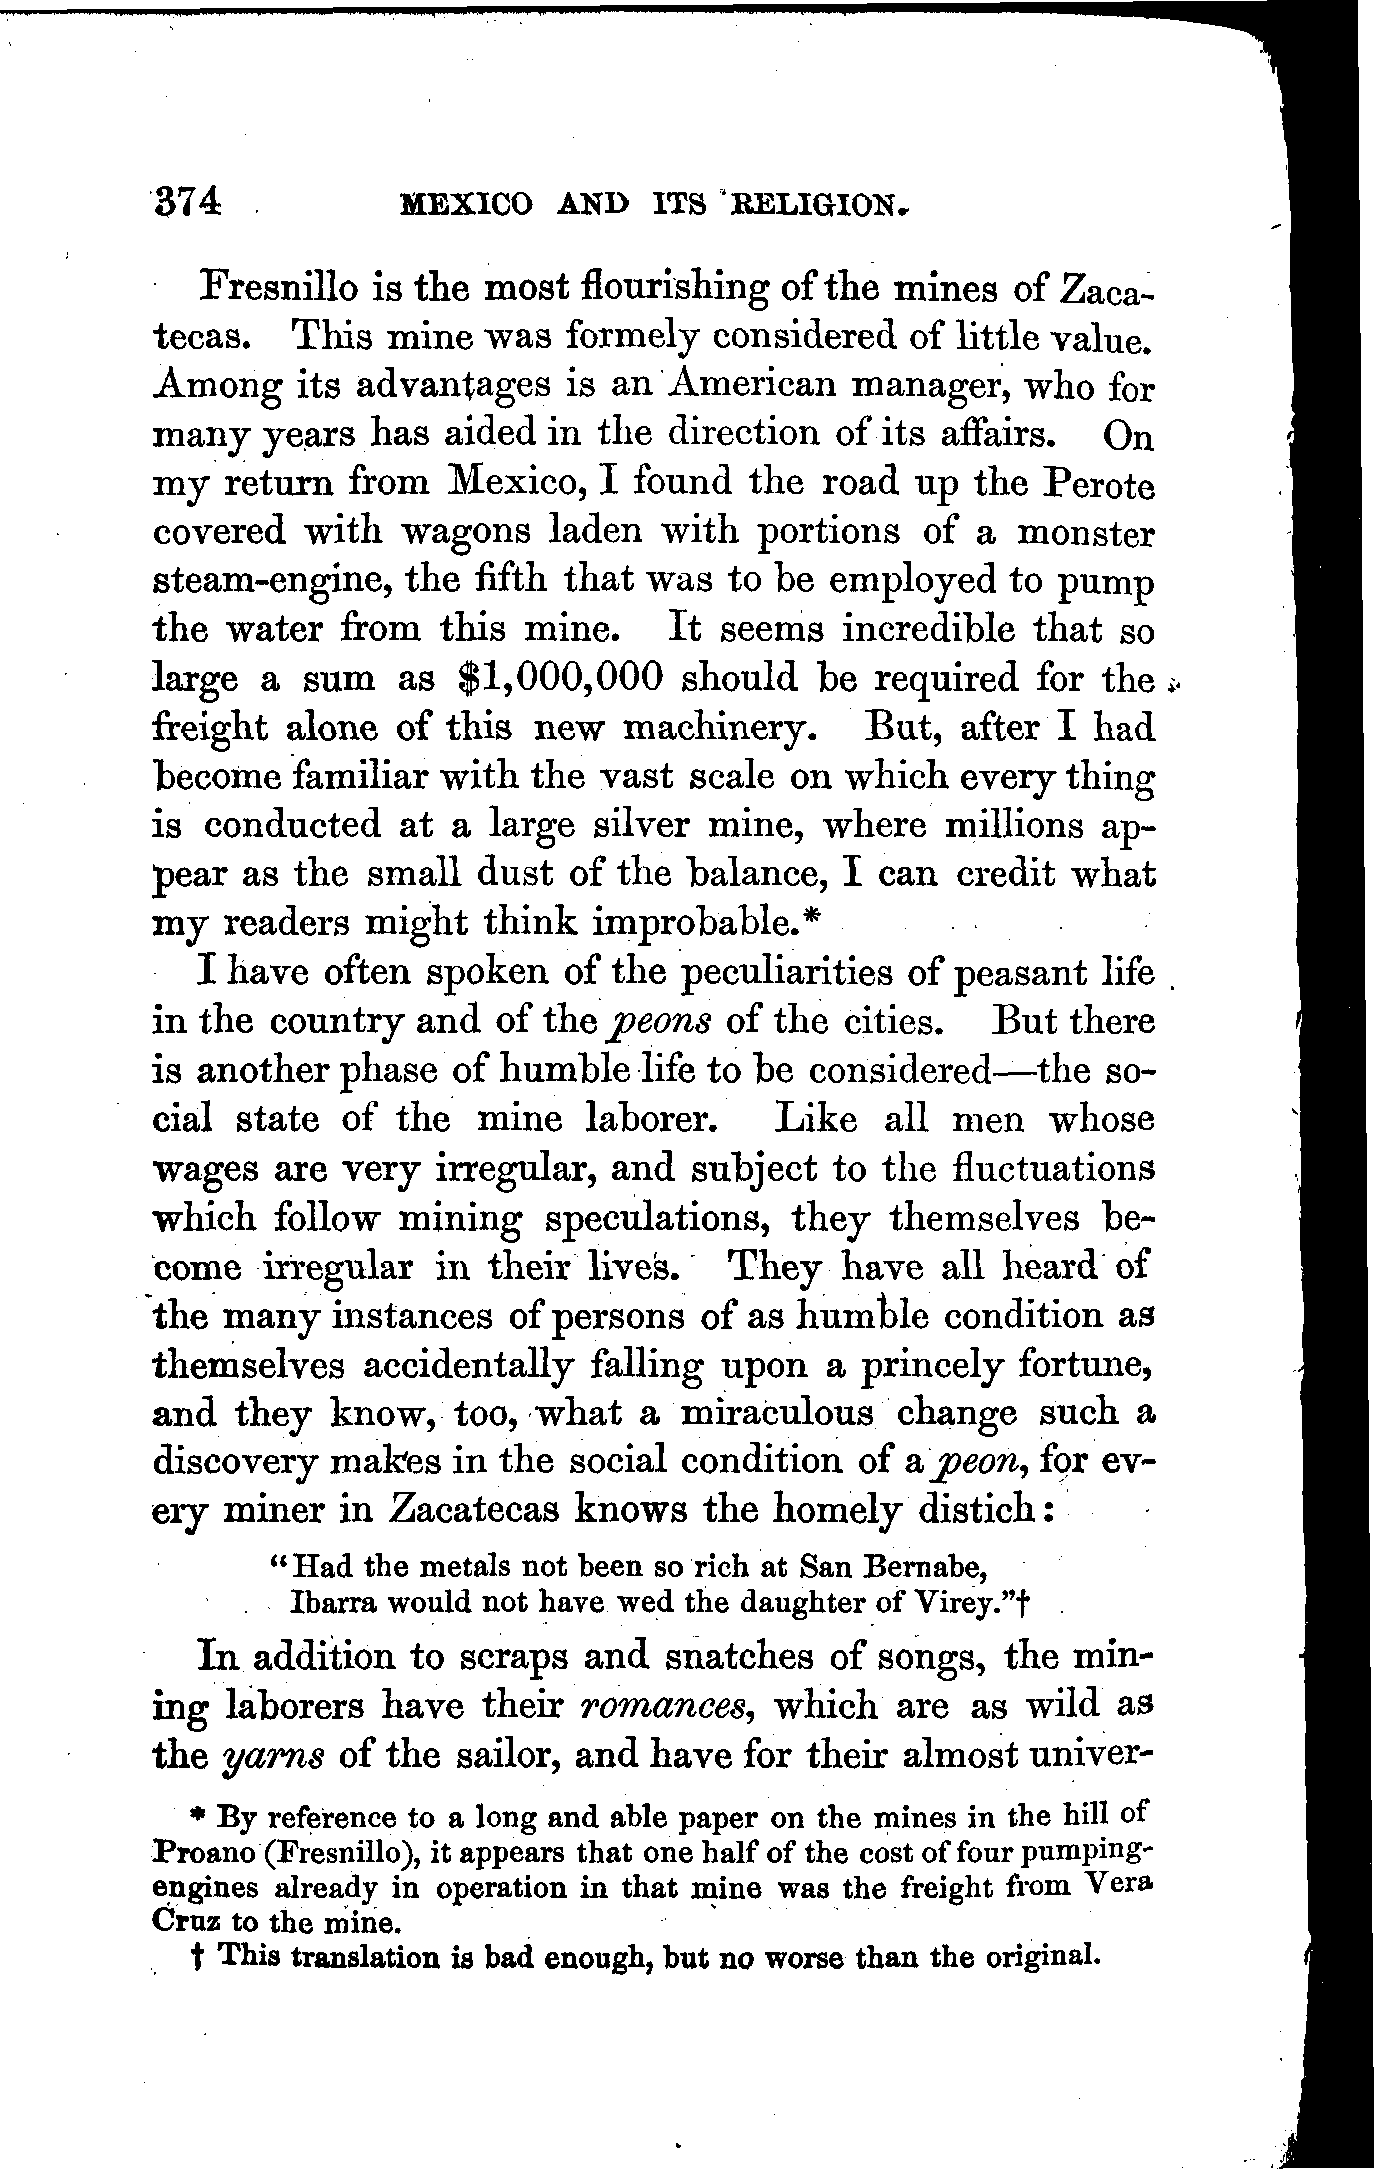 374 MEXICO AND ITS RELIGION.
Fresnillo is the most flourishing of the mines of Zaca-
tecas. This mine was formely considered of little value.
Among its advantages is an American manager, who for
many years has aided in the direction of its affairs. On
my return from Mexico, I found the road up the Perote
covered with wagons laden with portions of a monster
steam-engine, the fifth that was to be employed to pump
the water from this mine. It seems incredible that so
large a sum as $1,000,000 should be required for the
freight alone of this new machinery. But, after I had
become familiar with the vast scale on which every thing
is conducted at a large silver mine, where millions ap-
pear as the small dust of the balance, I can credit what
my readers might think improbable.*
I have often spoken of the peculiarities of peasant life
in the country and of the peons of the cities. But there
is another phase of humble life to be considered—the so-
cial state of the mine laborer. Like all men whose
wages are very irregular, and subject to the fluctuations
which follow mining speculations, they themselves be-
come irregular in their lives. They have all heard of
the many instances of persons of as humble condition as
themselves accidentally falling upon a princely fortune,
and they know, too, what a miraculous change such a
discovery makes in the social condition of a peon, for ev-
ery miner in Zacatecas knows the homely distich:
"Had the metals not been so rich at San Bernabe,
Ibarra would not have wed the daughter of Virey."†
In addition to scraps and snatches of songs, the min-
ing laborers have their romances, which are as wild as
the yarns of the sailor, and have for their almost univer-
* By reference to a long and able paper on the mines in the hill of
Proano (Fresnillo), it appears that one half of the cost of four pumping-
engines already in operation in that mine was the freight from Vera
Cruz to the mine.
† This translation is bad enough, but no worse than the original.